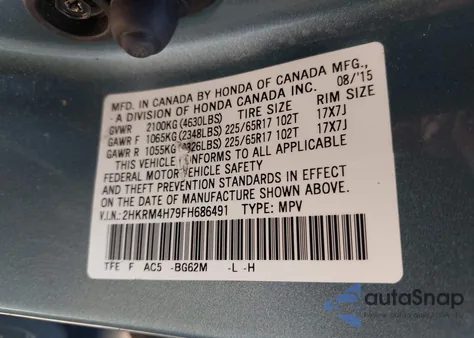 MFD. IN CANADA BY HONDA OF CANADA MFG.,
-A DIVISION OF HONDA CANADA INC. 08/'15
GVWR 2100KG (4630LBS) TIRE SIZE RIM SIZE
GAWR F 1065KG (2348LBS) 225/65R17 102T 17X7J
GAWR R 1055KG 225/65R17 102T 17X7J
THIS VEHICLE TO ALL APPLICABLE
FEDERAL MOTOR VEHICLE SAFETY
AND THEFT PREVENTION STANDARDS IN EFFECT
ON THE DATE OF MANUFACTURE SHOWN ABOVE.
V.I.N.:2HKRM4H79FH686491 TYPE: MPV
TFE F AC5 -BG62M -L -H
autoSnap